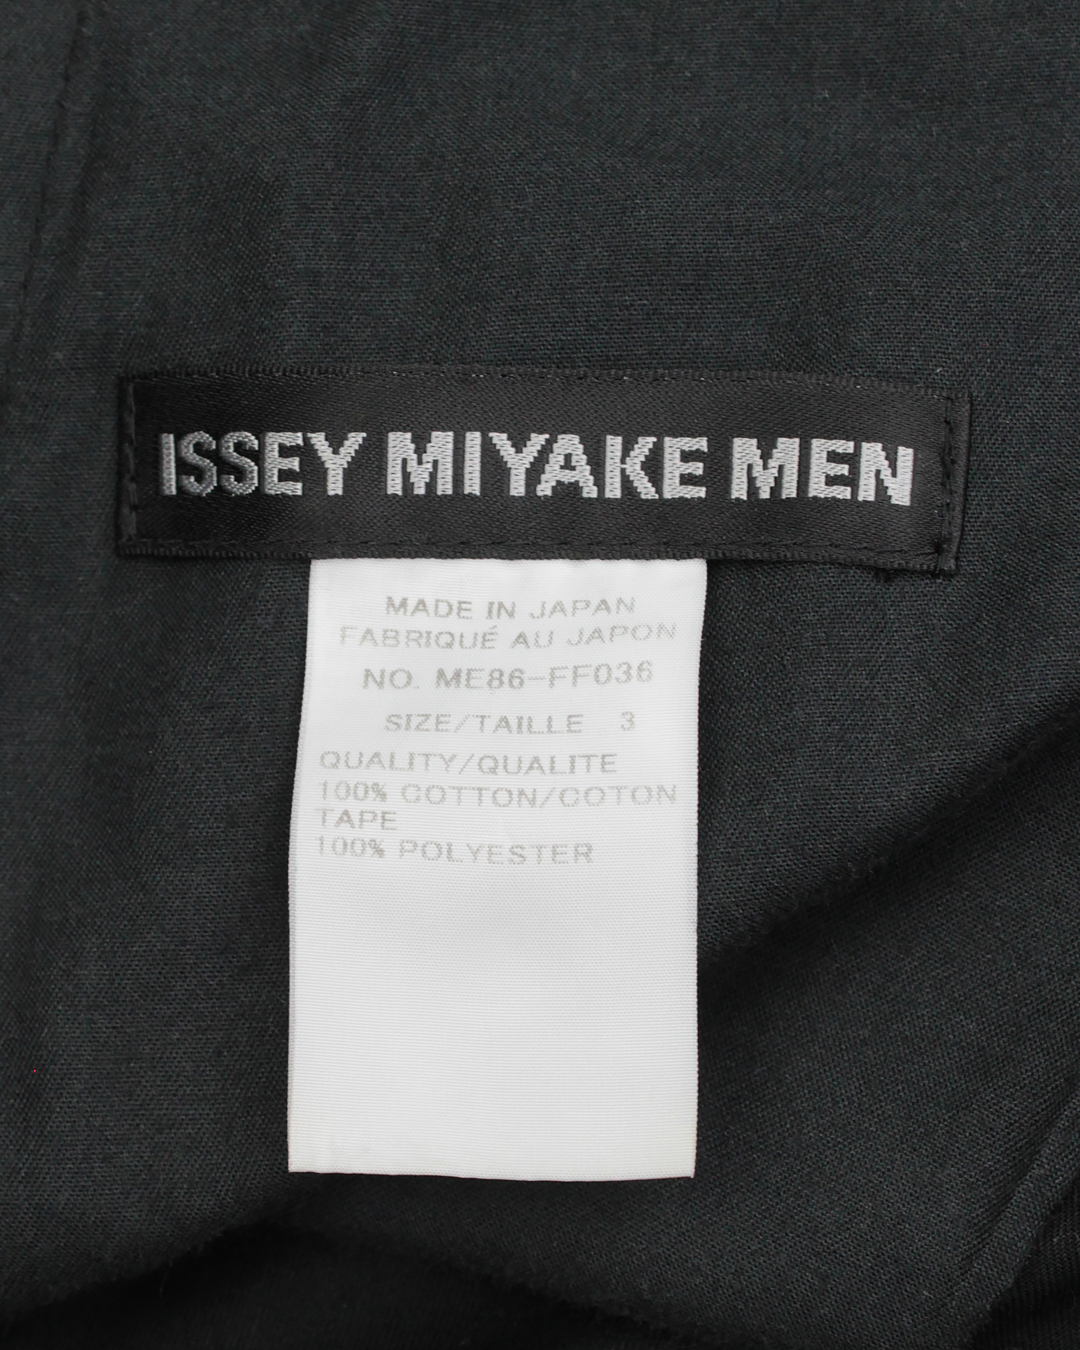 ISSEY MIYAKE MEN
MADE IN JAPAN
FABRIQUÉ AU JAPON
NO. ME86-FF036
SIZE/TAILLE 3
QUALITY/QUALITE
100% COTTON/COTON
TAPE
100% POLYESTER